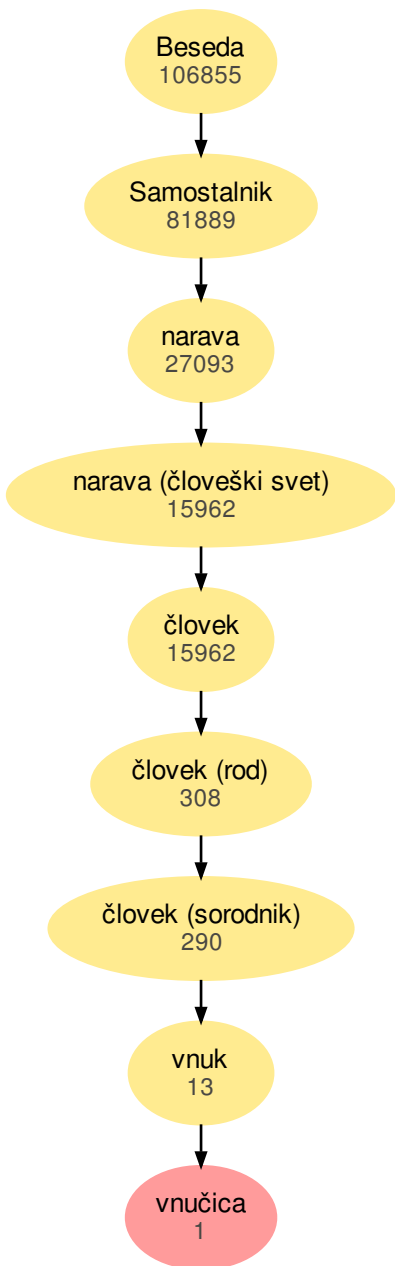 Beseda
106855
Samostalnik
81889
narava
27093
narava (človeški svet)
15962
človek
15962
človek (rod)
308
človek (sorodnik)
290
vnuk
13
vnučica
1